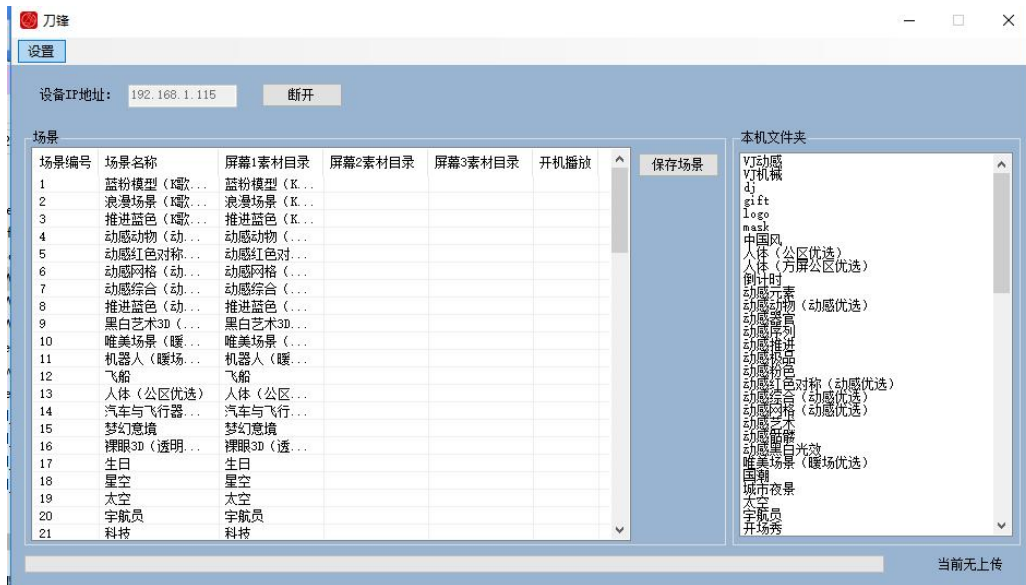 刀锋
设置
设备IP地址： 192.168.1.115 断开
场景
场景编号 场景名称 屏幕1素材目录 屏幕2素材目录 屏幕3素材目录 开机播放
1 蓝粉模型（K歌... 蓝粉模型（K...
2 浪漫场景（K歌... 浪漫场景（K...
3 推进蓝色（K歌... 推进蓝色（K...
4 动感动物（动... 动感动物（...
5 动感红色对称... 动感红色对...
6 动感网格（动... 动感网格（...
7 动感综合（动... 动感综合（...
8 推进蓝色（动... 推进蓝色（...
9 黑白艺术3D（... 黑白艺术3D...
10 唯美场景（暖... 唯美场景（...
11 机器人（暖场... 机器人（暖...
12 飞船 飞船
13 人体（公区优选） 人体（公区...
14 汽车与飞行器... 汽车与飞行...
15 梦幻意境 梦幻意境
16 裸眼3D（透明... 裸眼3D（透...
17 生日 生日
18 星空 星空
19 太空 太空
20 宇航员 宇航员
21 科技 科技
保存场景
本机文件夹
VJ动感
VJ机械
dj
gift
logo
mask
中国风
人体（公区优选）
人体（方屏公区优选）
倒计时
动感元素
动感动物（动感优选）
动感器官
动感序列
动感推进
动感极品
动感粉色
动感红色对称（动感优选）
动感综合（动感优选）
动感网格（动感优选）
动感艺术
动感骷髅
动感黑白光效
唯美场景（暖场优选）
国潮
城市夜景
太空
宇航员
开场秀
当前无上传